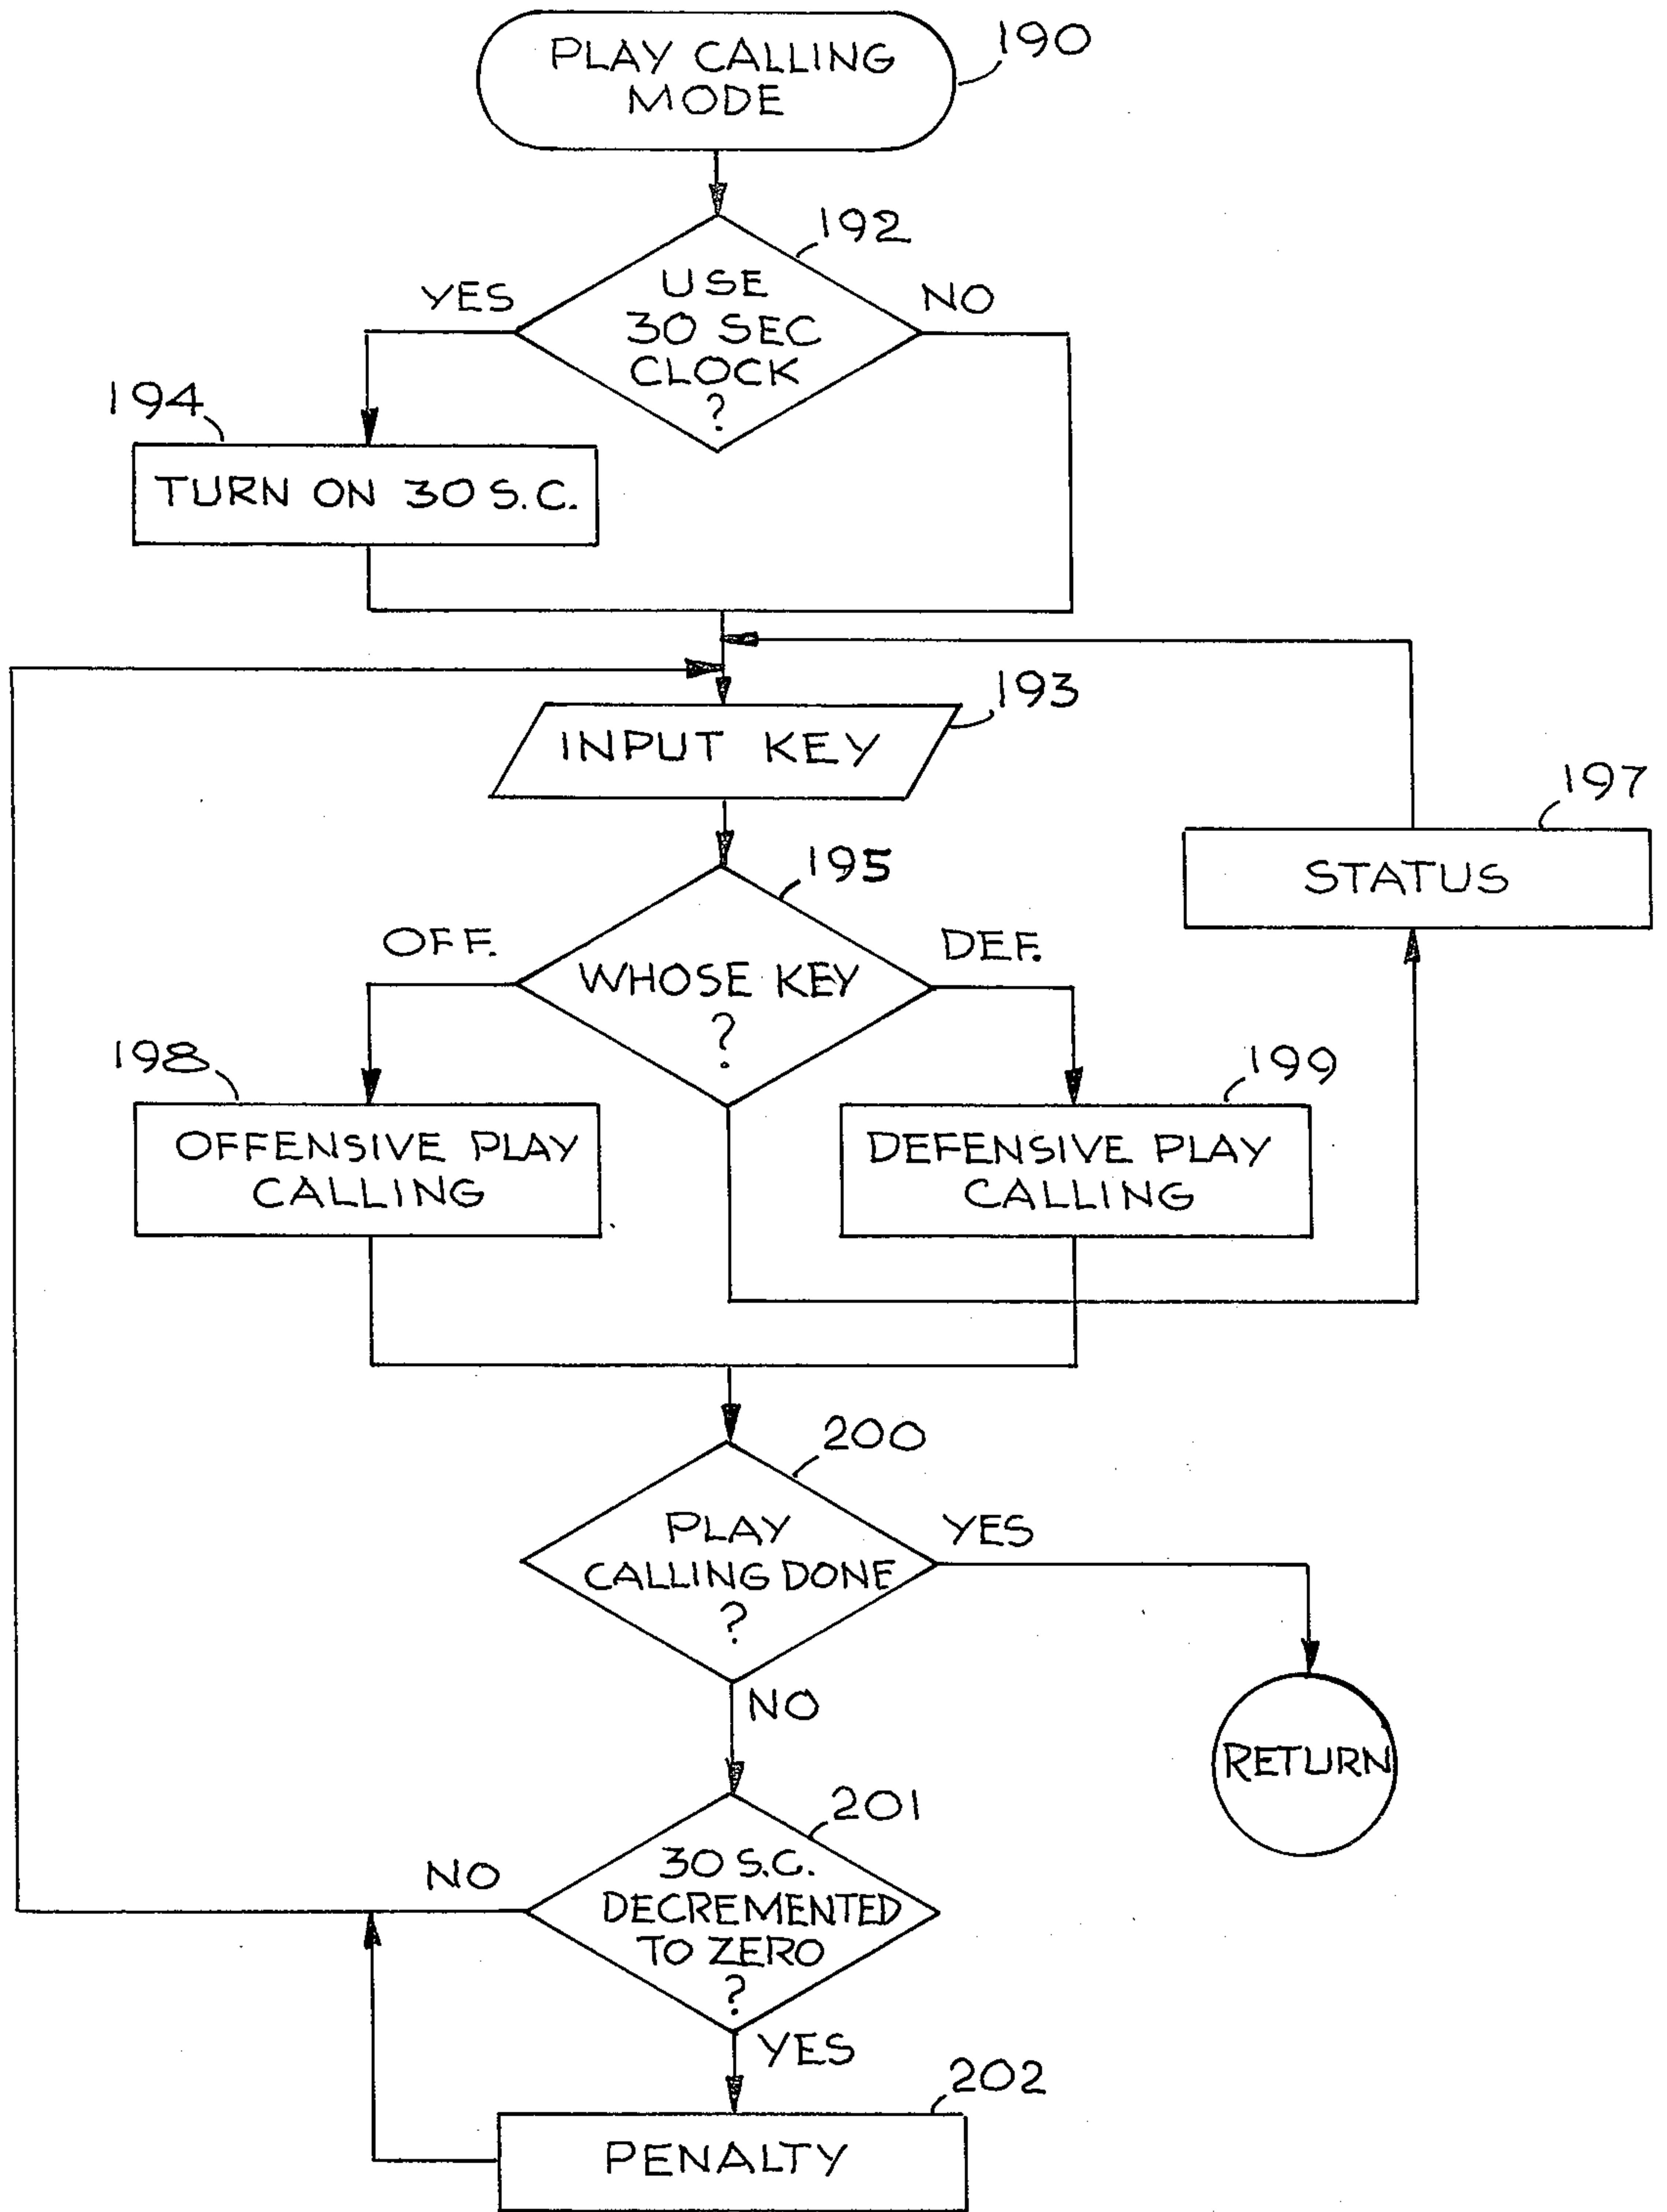 PLAY CALLING
MODE
190
192
USE
30 SEC
CLOCK
?
YES
NO
194
TURN ON 30 S.C.
193
INPUT KEY
197
STATUS
195
WHOSE KEY
?
OFF.
DEF.
198
OFFENSIVE PLAY
CALLING
199
DEFENSIVE PLAY
CALLING
200
PLAY
CALLING DONE
?
YES
NO
RETURN
201
30 S.C.
DECREMENTED
TO ZERO
?
NO
YES
202
PENALTY